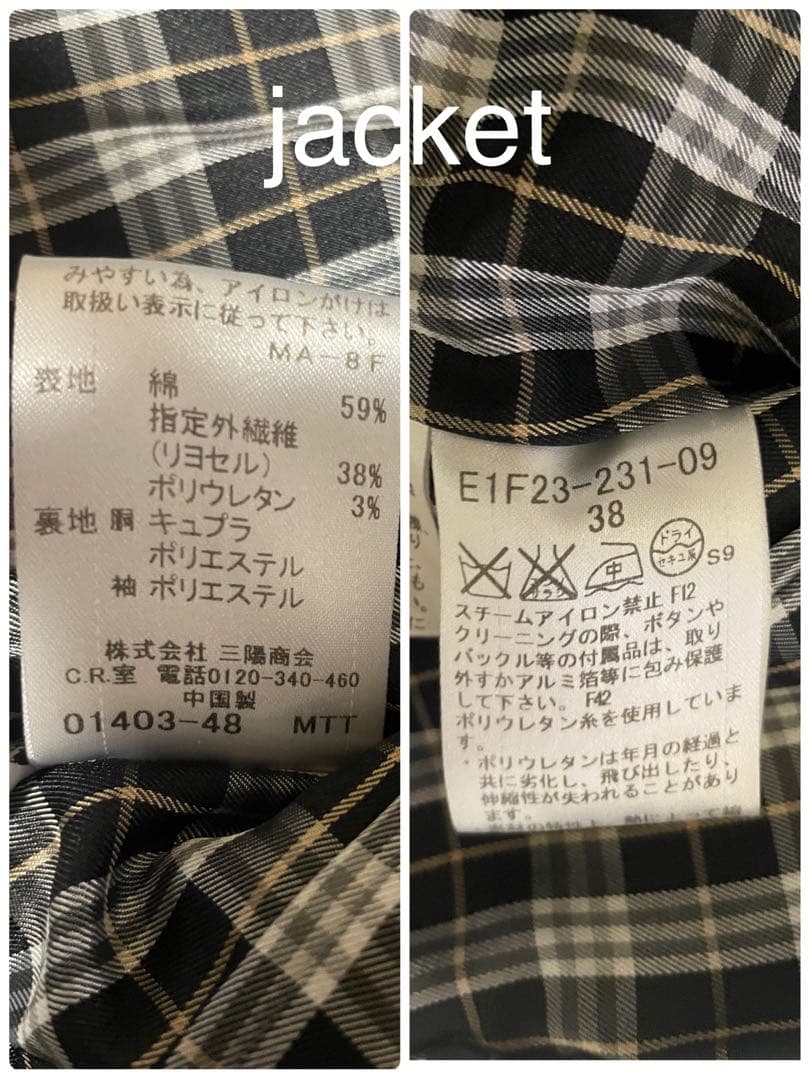 jacket
みやすい為、アイロンがけは
取扱い表示に従って下さい。
MA-8F
表地 綿 59%
指定外繊維
(リヨセル) 38%
ポリウレタン 3%
裏地 胴 キュプラ
ポリエステル
袖 ポリエステル
株式会社 三陽商会
C.R.室 電話0120-340-460
中国製
01403-48 MTT
E1F23-231-09
38
エンソ
サラシ
中
ドライ
セキユ系
S9
スチームアイロン禁止 F12
クリーニングの際、ボタンや
バックル等の付属品は、取り
外すかアルミ箔等に包み保護
して下さい。 F42
ポリウレタン糸を使用していま
す。
・ポリウレタンは年月の経過と
共に劣化し、飛び出したり、
伸縮性が失われることがあり
ます。